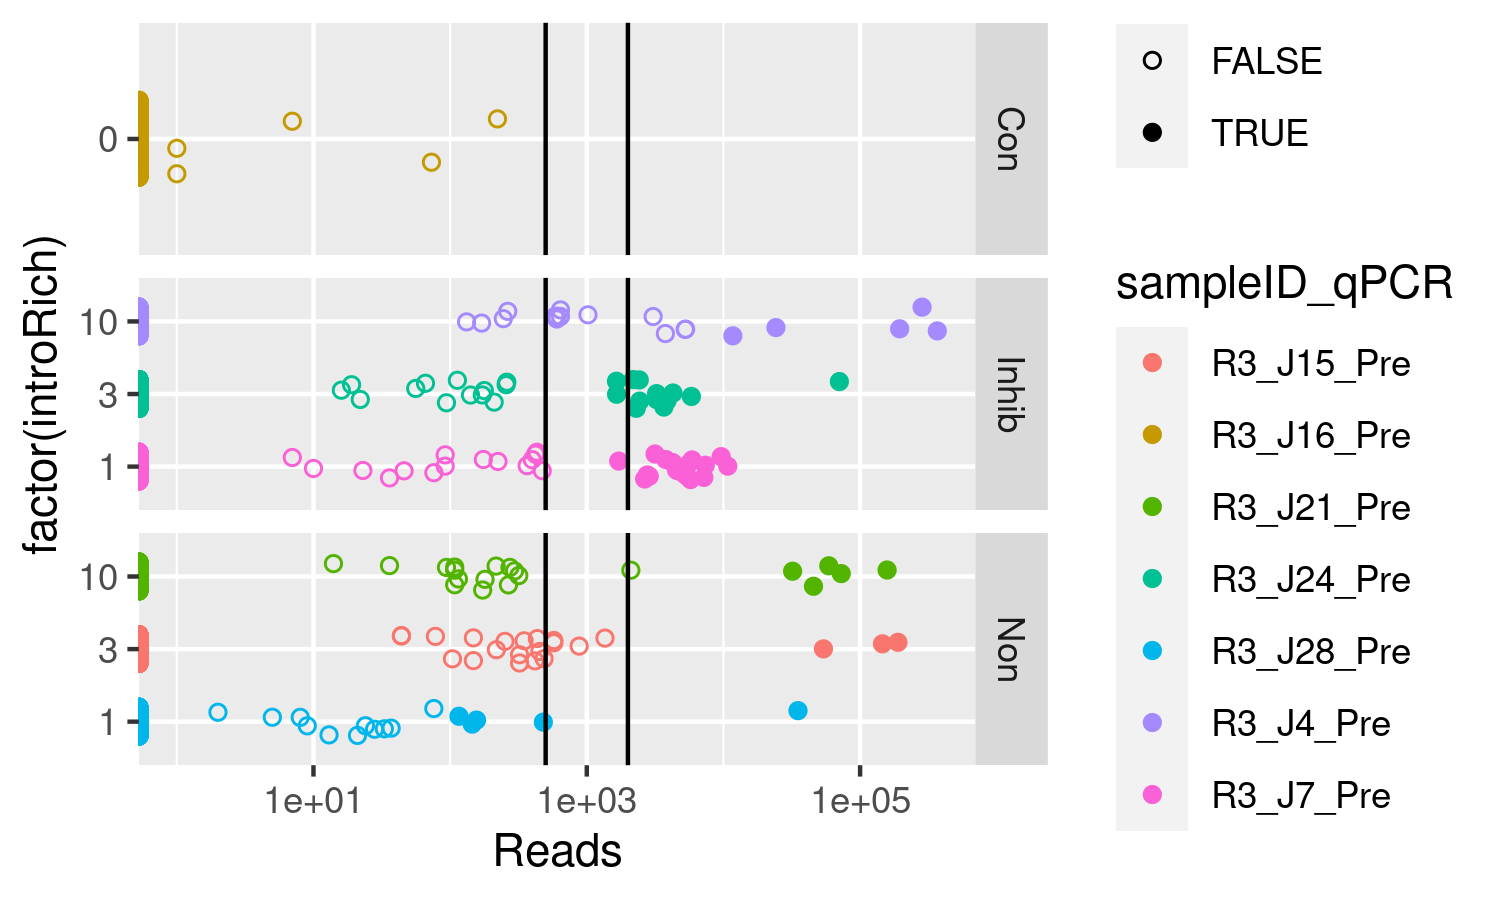 Con
0
Inhib
10
3
1
Non
10
3
1
1e+01 1e+03 1e+05
Reads
factor(introRich)
FALSE
TRUE
sampleID_qPCR
R3_J15_Pre
R3_J16_Pre
R3_J21_Pre
R3_J24_Pre
R3_J28_Pre
R3_J4_Pre
R3_J7_Pre